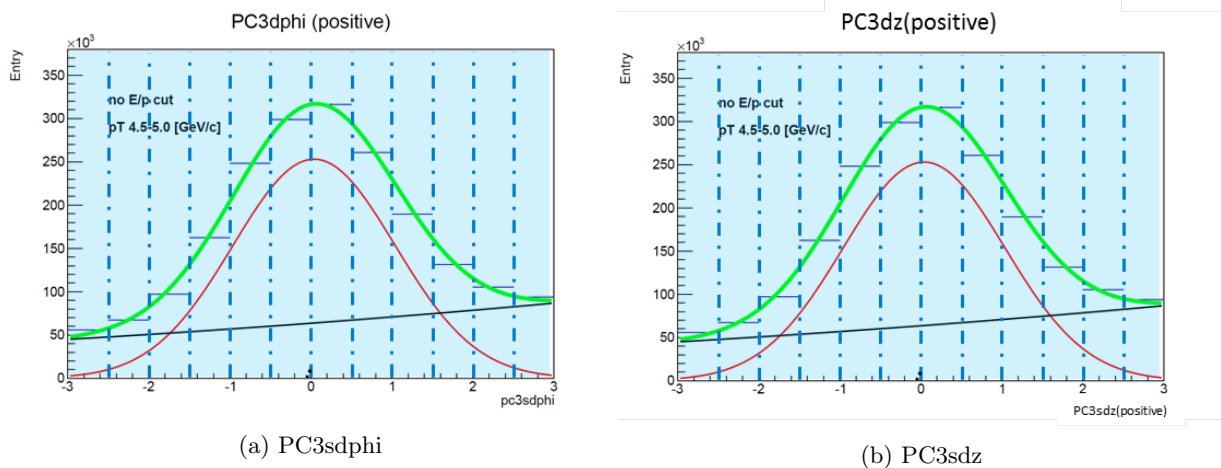 PC3dphi (positive)
×10³
Entry
350
300
250
200
150
100
50
0
no E/p cut
pT 4.5-5.0 [GeV/c]
-3 -2 -1 0 1 2 3
pc3sdphi
(a) PC3sdphi
PC3dz(positive)
×10³
Entry
350
300
250
200
150
100
50
0
no E/p cut
pT 4.5-5.0 [GeV/c]
-3 -2 -1 0 1 2 3
PC3sdz(positive)
(b) PC3sdz